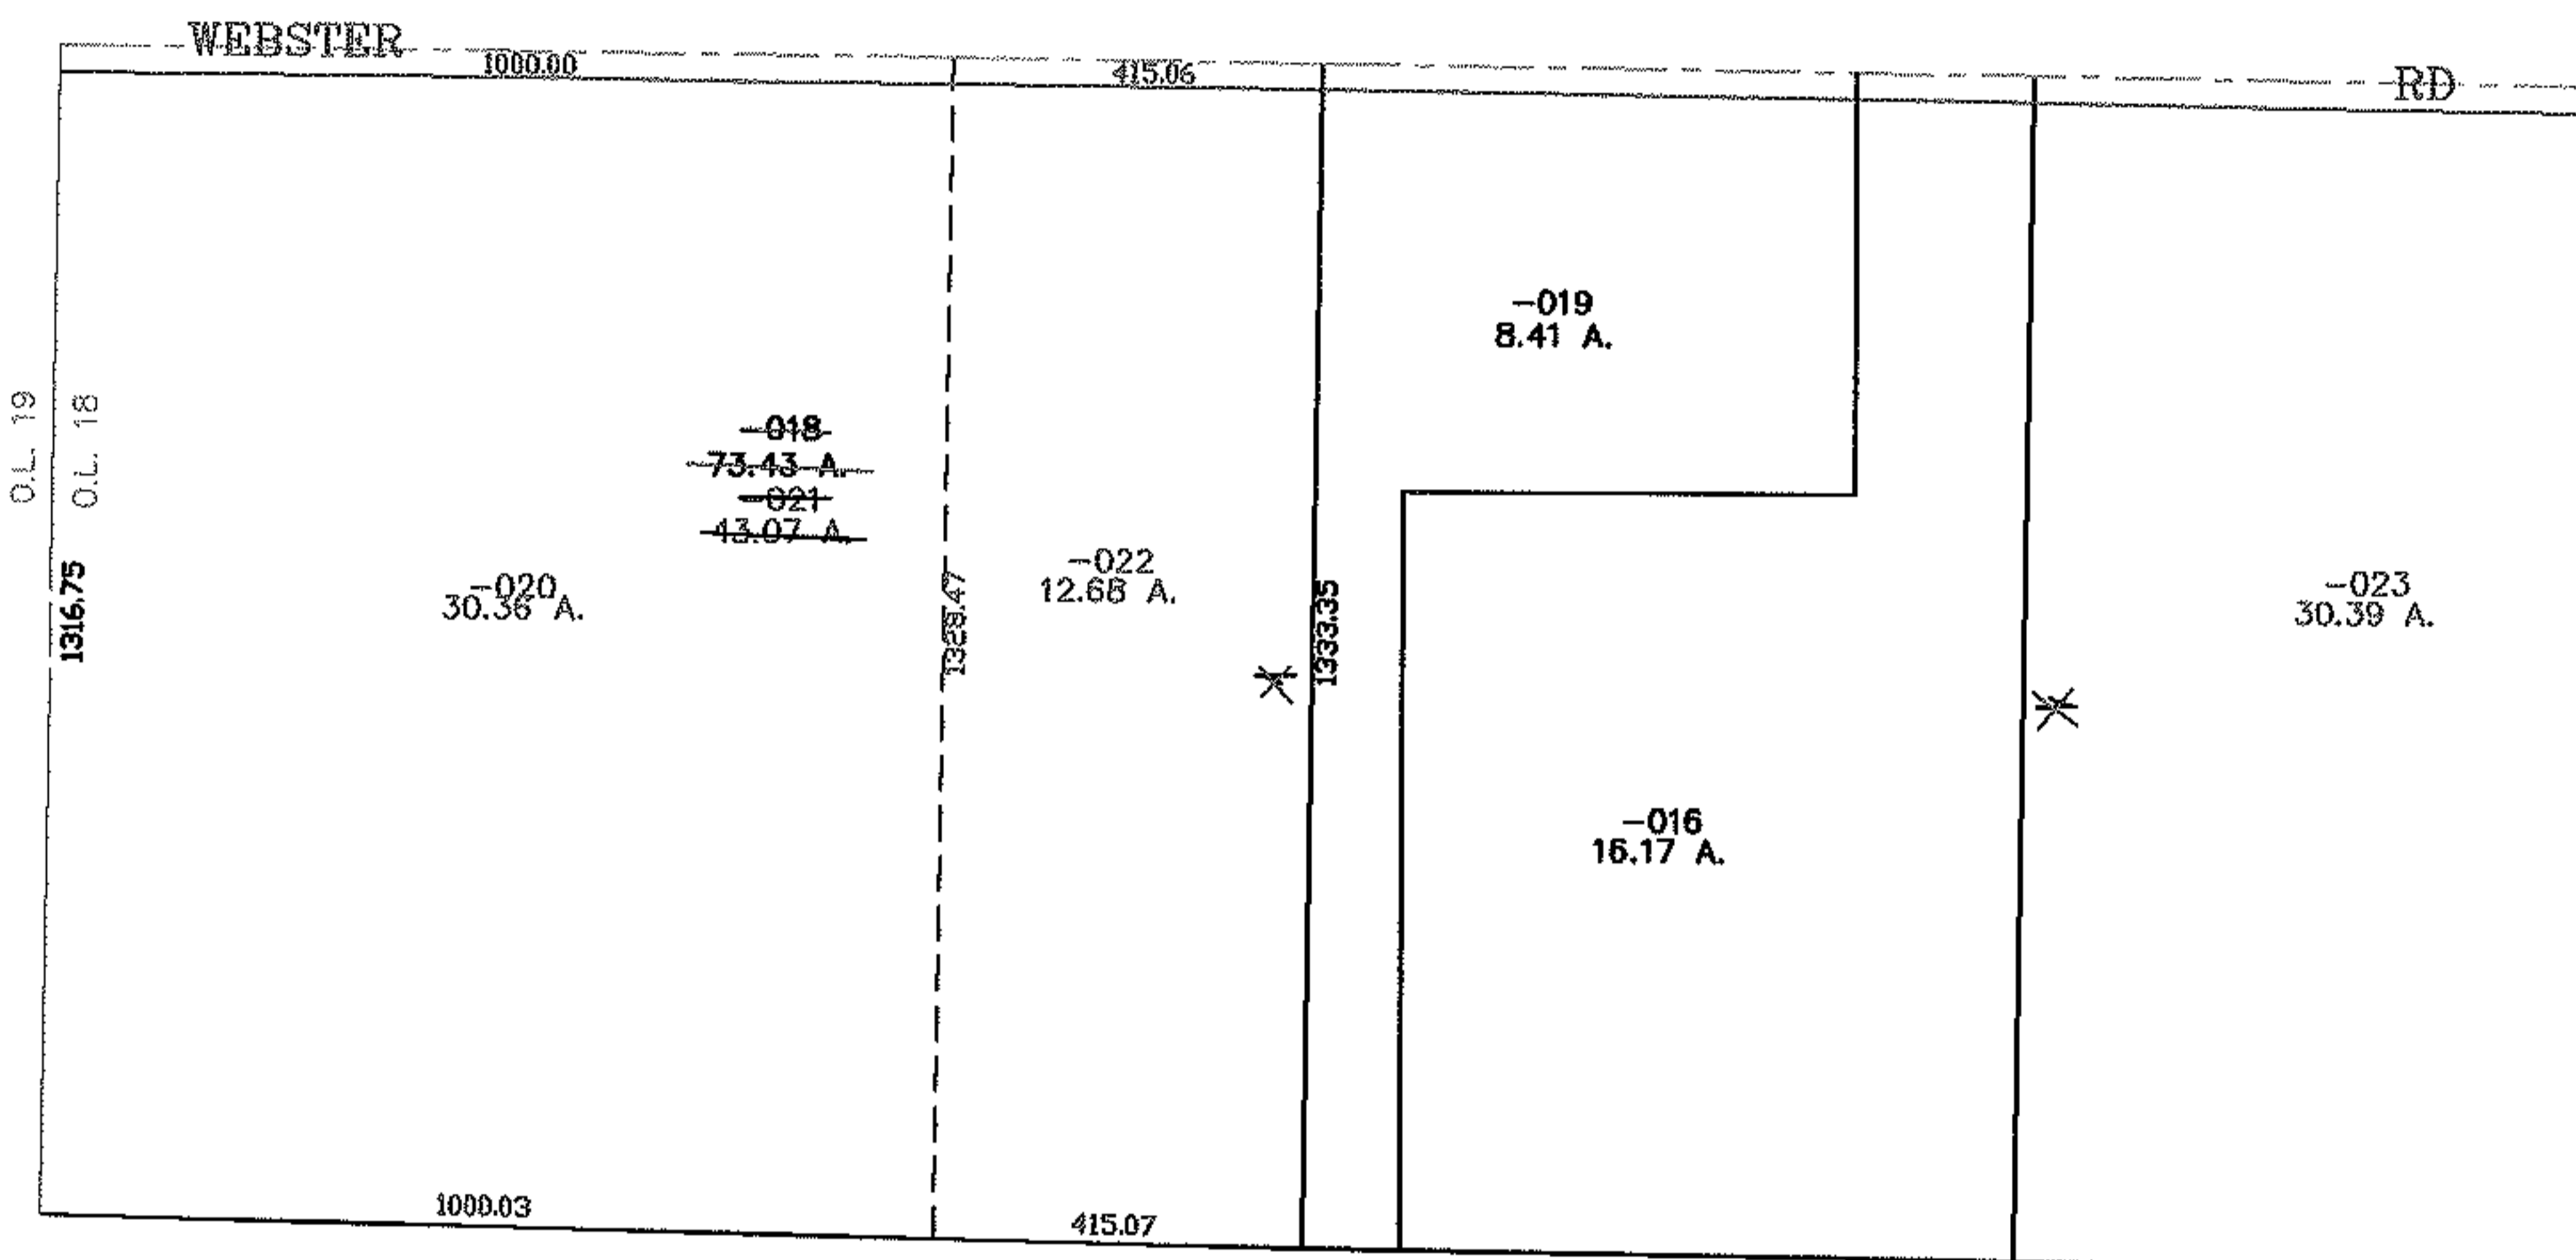 WEBSTER
1000.00
415.06
RD
-019
8.41 A.
O.L. 19
O.L. 18
-018-
73.43 A.
-021
43.07 A.
-022
12.68 A.
-020
30.36 A.
-023
30.39 A.
1316.75
1333.35
-016
16.17 A.
1000.03
415.07